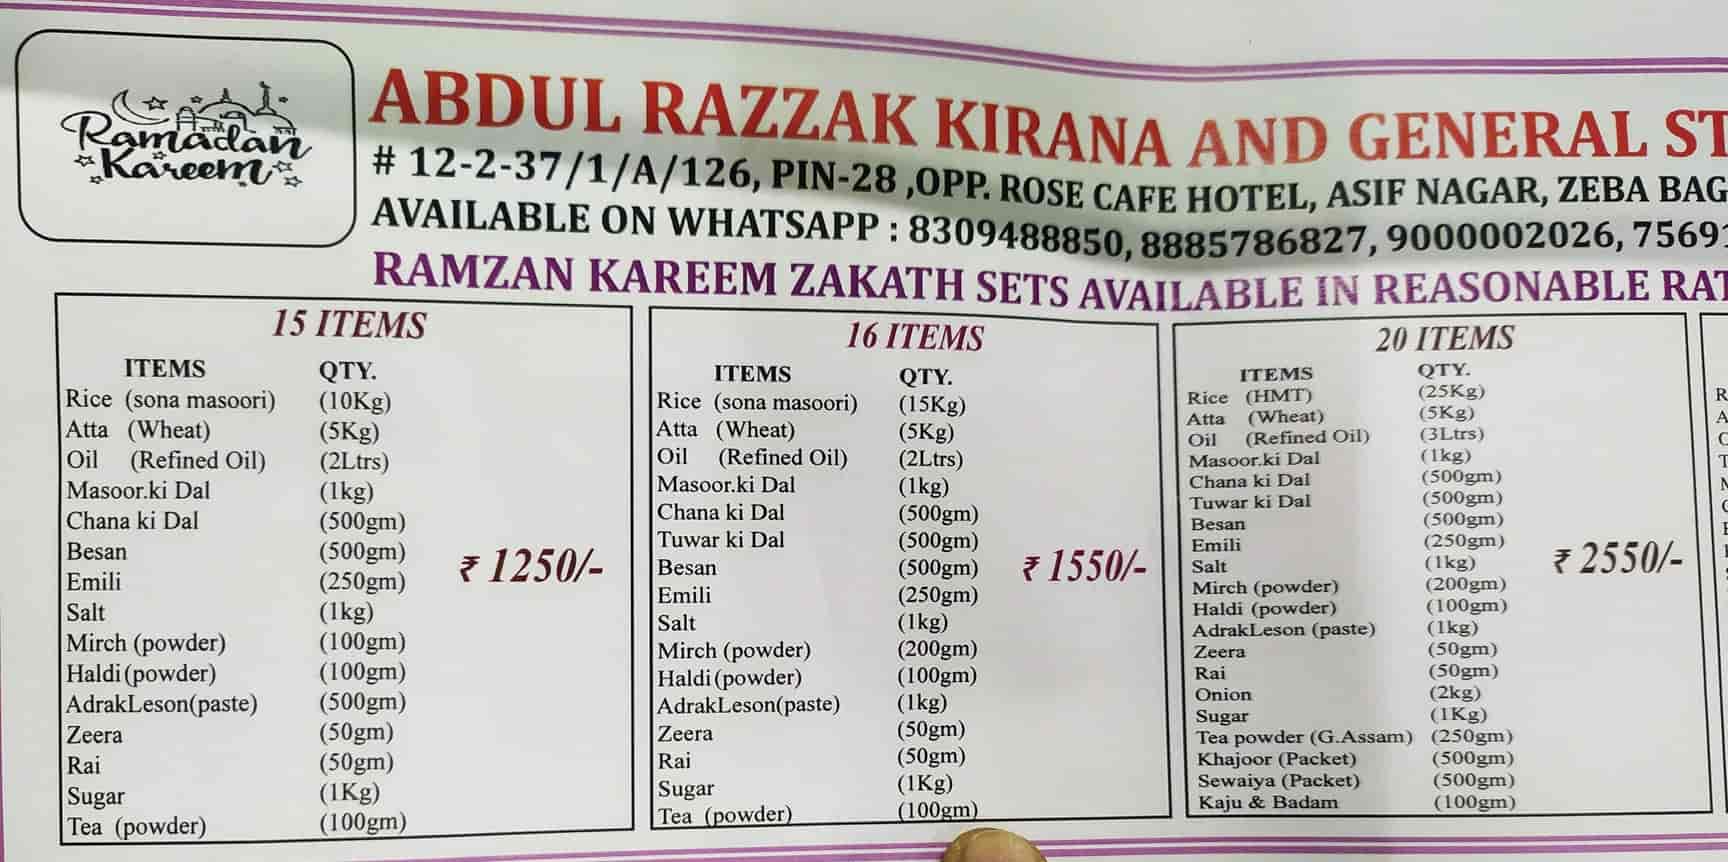 Ramadan
Kareem
ABDUL RAZZAK KIRANA AND GENERAL ST
# 12-2-37/1/A/126, PIN-28 ,OPP. ROSE CAFE HOTEL, ASIF NAGAR, ZEBA BAG
AVAILABLE ON WHATSAPP : 8309488850, 8885786827, 9000002026, 7569
RAMZAN KAREEM ZAKATH SETS AVAILABLE IN REASONABLE RAT
15 ITEMS
ITEMS QTY.
Rice (sona masoori) (10Kg)
Atta (Wheat) (5Kg)
Oil (Refined Oil) (2Ltrs)
Masoor.ki Dal (1kg)
Chana ki Dal (500gm)
Besan (500gm)
Emili (250gm)
Salt (1kg)
Mirch (powder) (100gm)
Haldi(powder) (100gm)
AdrakLeson(paste) (500gm)
Zeera (50gm)
Rai (50gm)
Sugar (1Kg)
Tea (powder) (100gm)
₹ 1250/-
16 ITEMS
ITEMS QTY.
Rice (sona masoori) (15Kg)
Atta (Wheat) (5Kg)
Oil (Refined Oil) (2Ltrs)
Masoor.ki Dal (1kg)
Chana ki Dal (500gm)
Tuwar ki Dal (500gm)
Besan (500gm)
Emili (250gm)
Salt (1kg)
Mirch (powder) (200gm)
Haldi(powder) (100gm)
AdrakLeson(paste) (1kg)
Zeera (50gm)
Rai (50gm)
Sugar (1Kg)
Tea (powder) (100gm)
₹ 1550/-
20 ITEMS
ITEMS QTY.
Rice (HMT) (25Kg)
Atta (Wheat) (5Kg)
Oil (Refined Oil) (3Ltrs)
Masoor.ki Dal (1kg)
Chana ki Dal (500gm)
Tuwar ki Dal (500gm)
Besan (500gm)
Emili (250gm)
Salt (1kg)
Mirch (powder) (200gm)
Haldi (powder) (100gm)
AdrakLeson (paste) (1kg)
Zeera (50gm)
Rai (50gm)
Onion (2kg)
Sugar (1Kg)
Tea powder (G.Assam) (250gm)
Khajoor (Packet) (500gm)
Sewaiya (Packet) (500gm)
Kaju & Badam (100gm)
₹ 2550/-